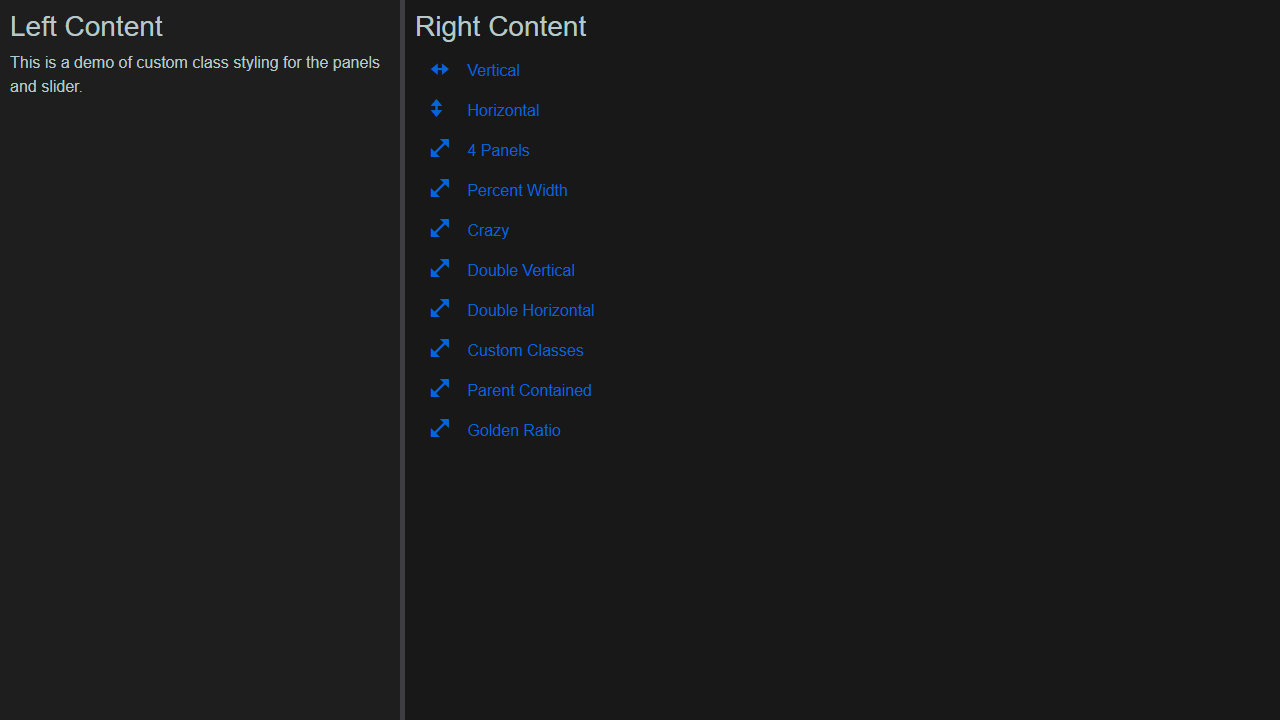 Left Content
This is a demo of custom class styling for the panels
and slider.
Right Content
Vertical
Horizontal
4 Panels
Percent Width
Crazy
Double Vertical
Double Horizontal
Custom Classes
Parent Contained
Golden Ratio